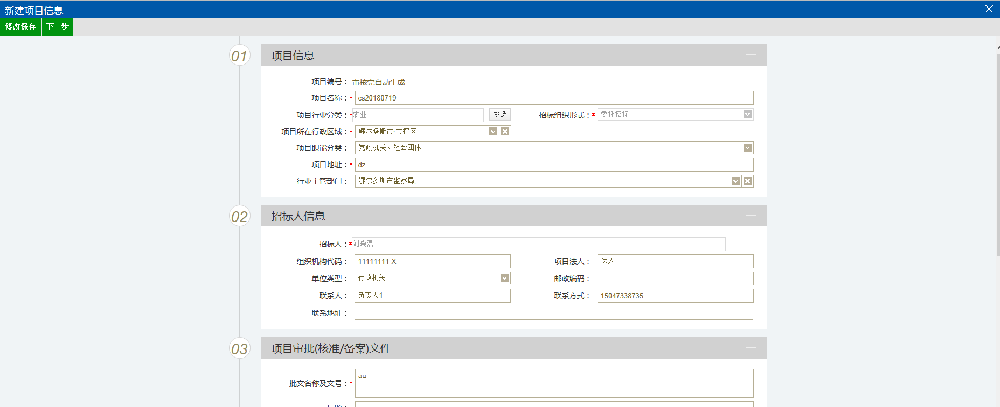 新建项目信息
修改保存 下一步
01 项目信息
项目编号： 审核完自动生成
项目名称：* cs20180719
项目行业分类：* 农业 挑选 招标组织形式：* 委托招标
项目所在行政区域：* 鄂尔多斯市·市辖区
项目职能分类： 党政机关、社会团体
项目地址：* dz
行业主管部门： 鄂尔多斯市监察局;
02 招标人信息
招标人：* 刘晓磊
组织机构代码： 11111111-X 项目法人： 法人
单位类型： 行政机关 邮政编码：
联系人： 负责人1 联系方式： 15047338735
联系地址：
03 项目审批(核准/备案)文件
批文名称及文号：* aa